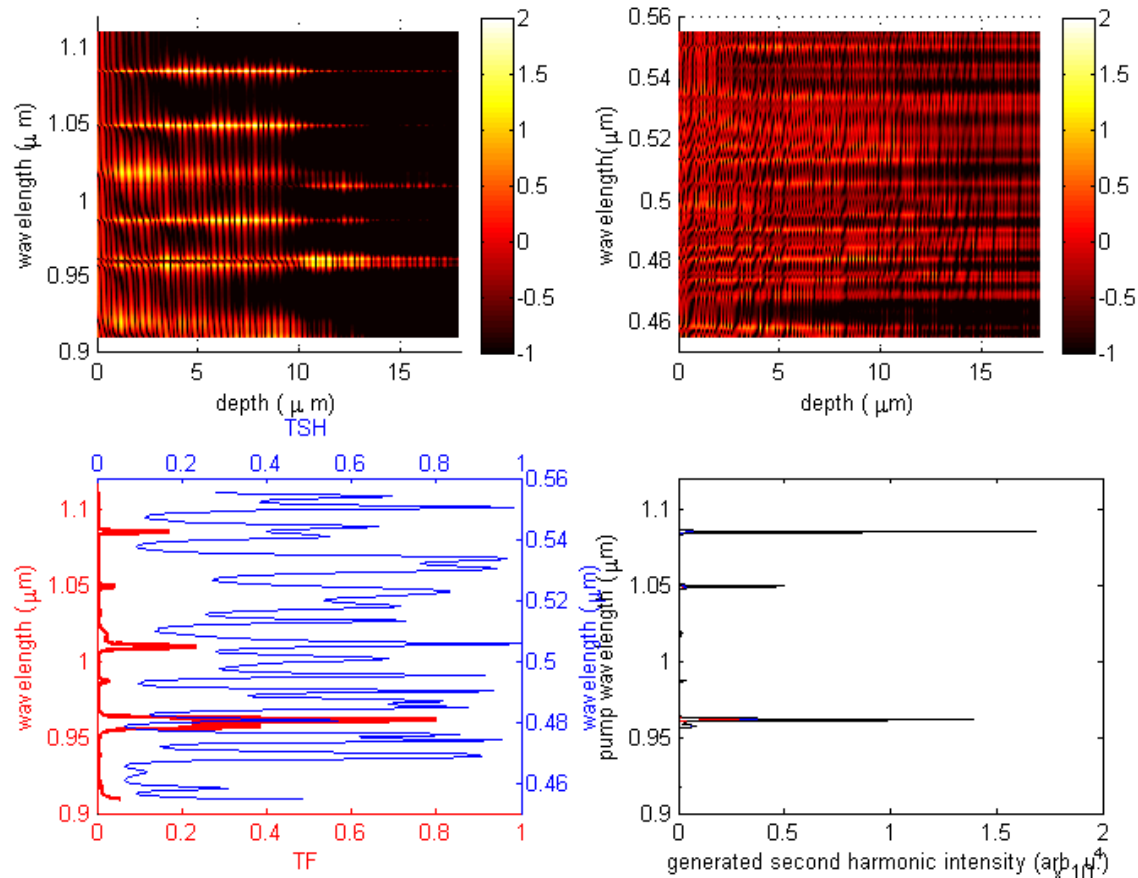 2
1.5
1
0.5
0
-0.5
-1
1.1
1.05
1
0.95
0.9
wavelength (μ m)
0 5 10 15
depth ( μ m)
0.56
0.54
0.52
0.5
0.48
0.46
wavelength(μm)
0 5 10 15
depth ( μm)
2
1.5
1
0.5
0
-0.5
-1
TSH
0 0.2 0.4 0.6 0.8 1
1.1
1.05
1
0.95
0.9
wavelength (μm)
0.56
0.54
0.52
0.5
0.48
0.46
wavelength (μm)
0 0.2 0.4 0.6 0.8 1
TF
1.1
1.05
1
0.95
0.9
pump wavelength (μm)
0 0.5 1 1.5 2
generated second harmonic intensity (arb. u.)
x 10
4